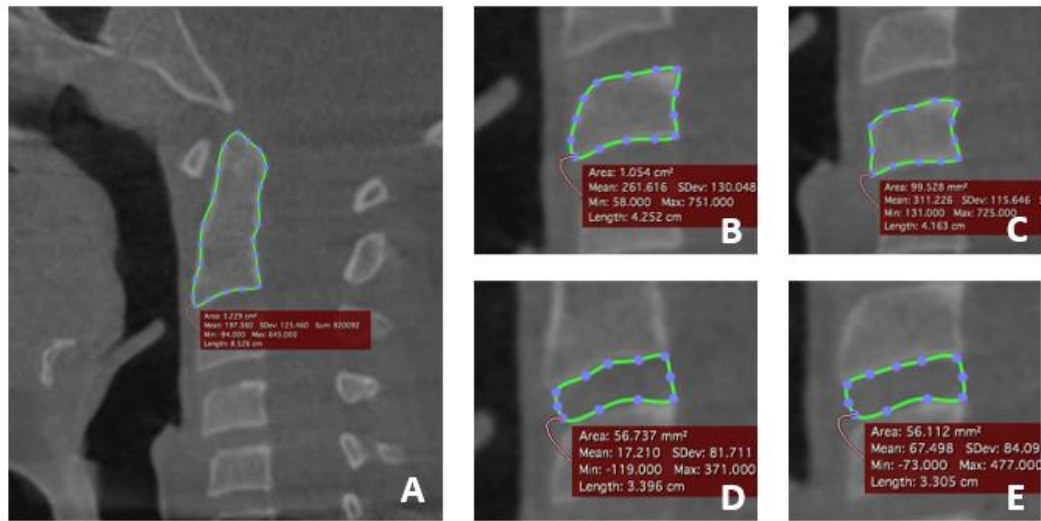 Area: 3.229 cm²
Mean: 197.360 SDev: 123.460 Sum: 920092
Min: -94.000 Max: 645.000
Length: 8.526 cm
A
Area: 1.054 cm²
Mean: 261.616 SDev: 130.048
Min: 58.000 Max: 751.000
Length: 4.252 cm
B
Area: 99.528 mm²
Mean: 311.226 SDev: 115.646
Min: 131.000 Max: 725.000
Length: 4.163 cm
C
Area: 56.737 mm²
Mean: 17.210 SDev: 81.711
Min: -119.000 Max: 371.000
Length: 3.396 cm
D
Area: 56.112 mm²
Mean: 67.498 SDev: 84.09
Min: -73.000 Max: 477.000
Length: 3.305 cm
E